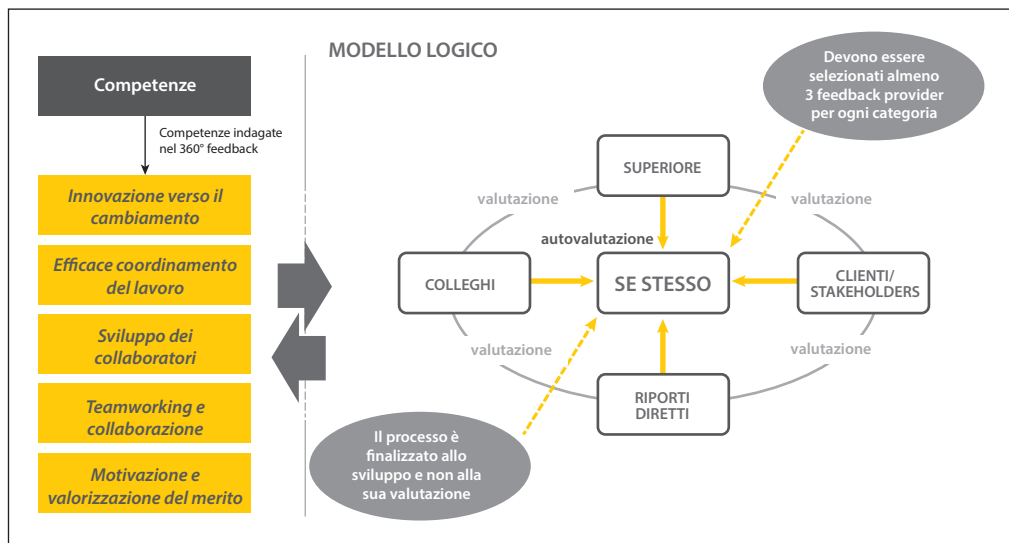 Competenze
Competenze indagate
nel 360° feedback
Innovazione verso il
cambiamento
Efficace coordinamento
del lavoro
Sviluppo dei
collaboratori
Teamworking e
collaborazione
Motivazione e
valorizzazione del merito
MODELLO LOGICO
Devono essere
selezionati almeno
3 feedback provider
per ogni categoria
SUPERIORE
valutazione
valutazione
autovalutazione
COLLEGHI
SE STESSO
CLIENTI/
STAKEHOLDERS
valutazione
valutazione
RIPORTI
DIRETTI
Il processo è
finalizzato allo
sviluppo e non alla
sua valutazione